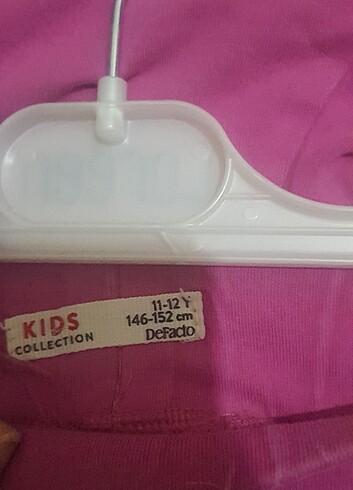 KIDS
COLLECTION
11-12 Y
146-152 cm
DeFacto